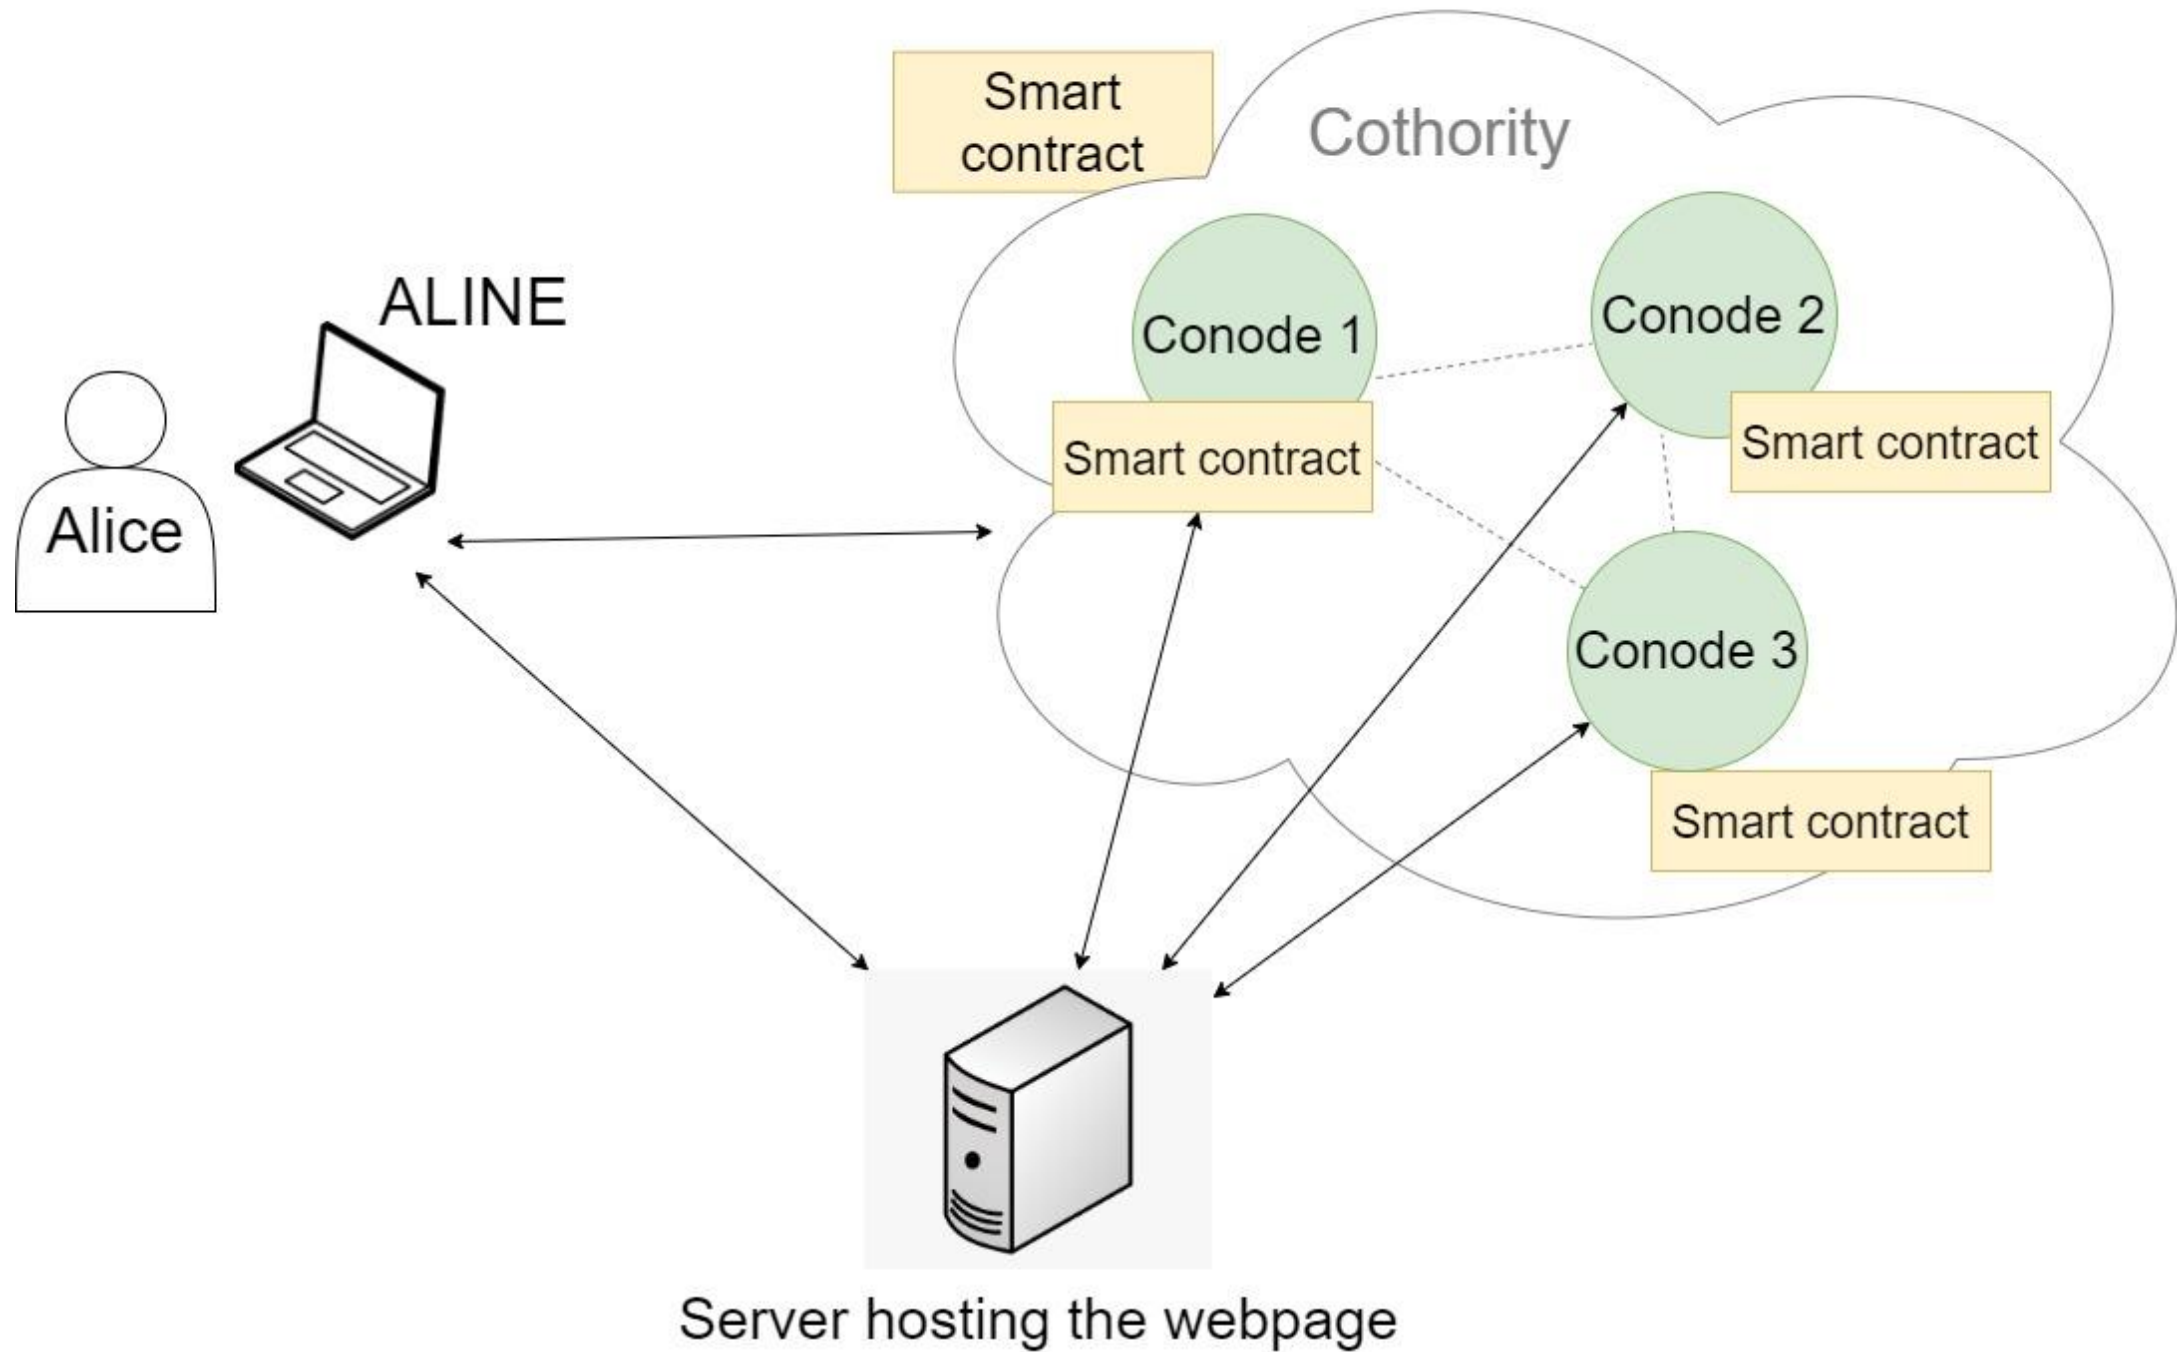 Smart
contract
Cothority
ALINE
Alice
Conode 1
Smart contract
Conode 2
Smart contract
Conode 3
Smart contract
Server hosting the webpage